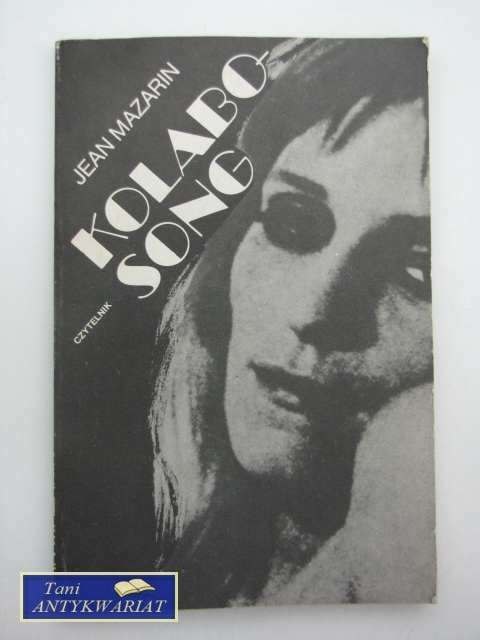 JEAN MAZARIN
KOLABO-
SONG
CZYTELNIK
Tani
ANTYKWARIAT